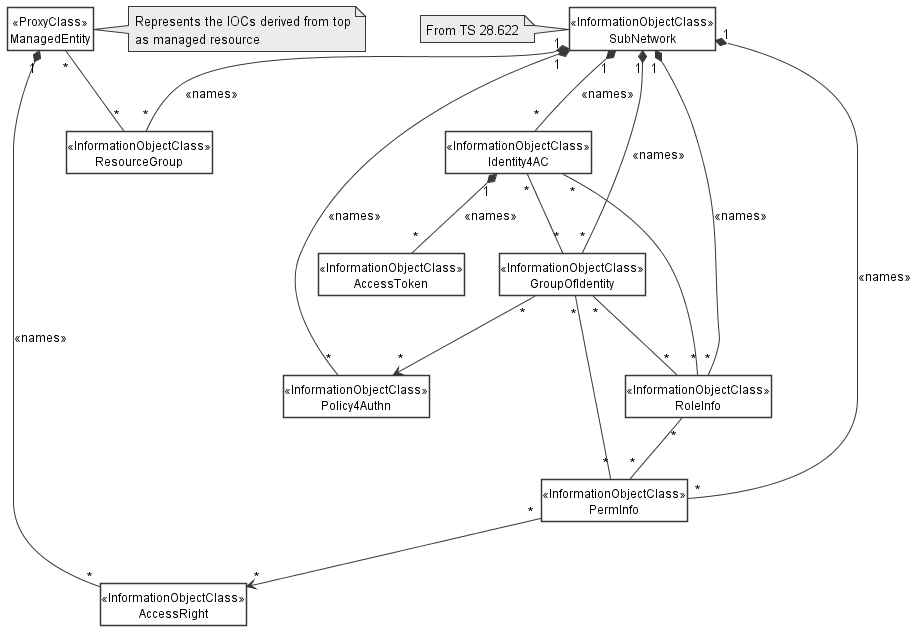 «ProxyClass»
ManagedEntity
Represents the IOCs derived from top
as managed resource
From TS 28.622
«InformationObjectClass»
SubNetwork
1
*
1
1
1
1
1
1
«names»
«names»
*
*
*
«InformationObjectClass»
ResourceGroup
«InformationObjectClass»
Identity4AC
«names»
1
*
*
«names»
«names»
«names»
*
*
*
«InformationObjectClass»
AccessToken
«InformationObjectClass»
GroupOfIdentity
«names»
*
*
*
«names»
*
*
*
*
*
«InformationObjectClass»
Policy4Authn
«InformationObjectClass»
RoleInfo
*
*
*
*
«InformationObjectClass»
PermInfo
*
*
*
«InformationObjectClass»
AccessRight